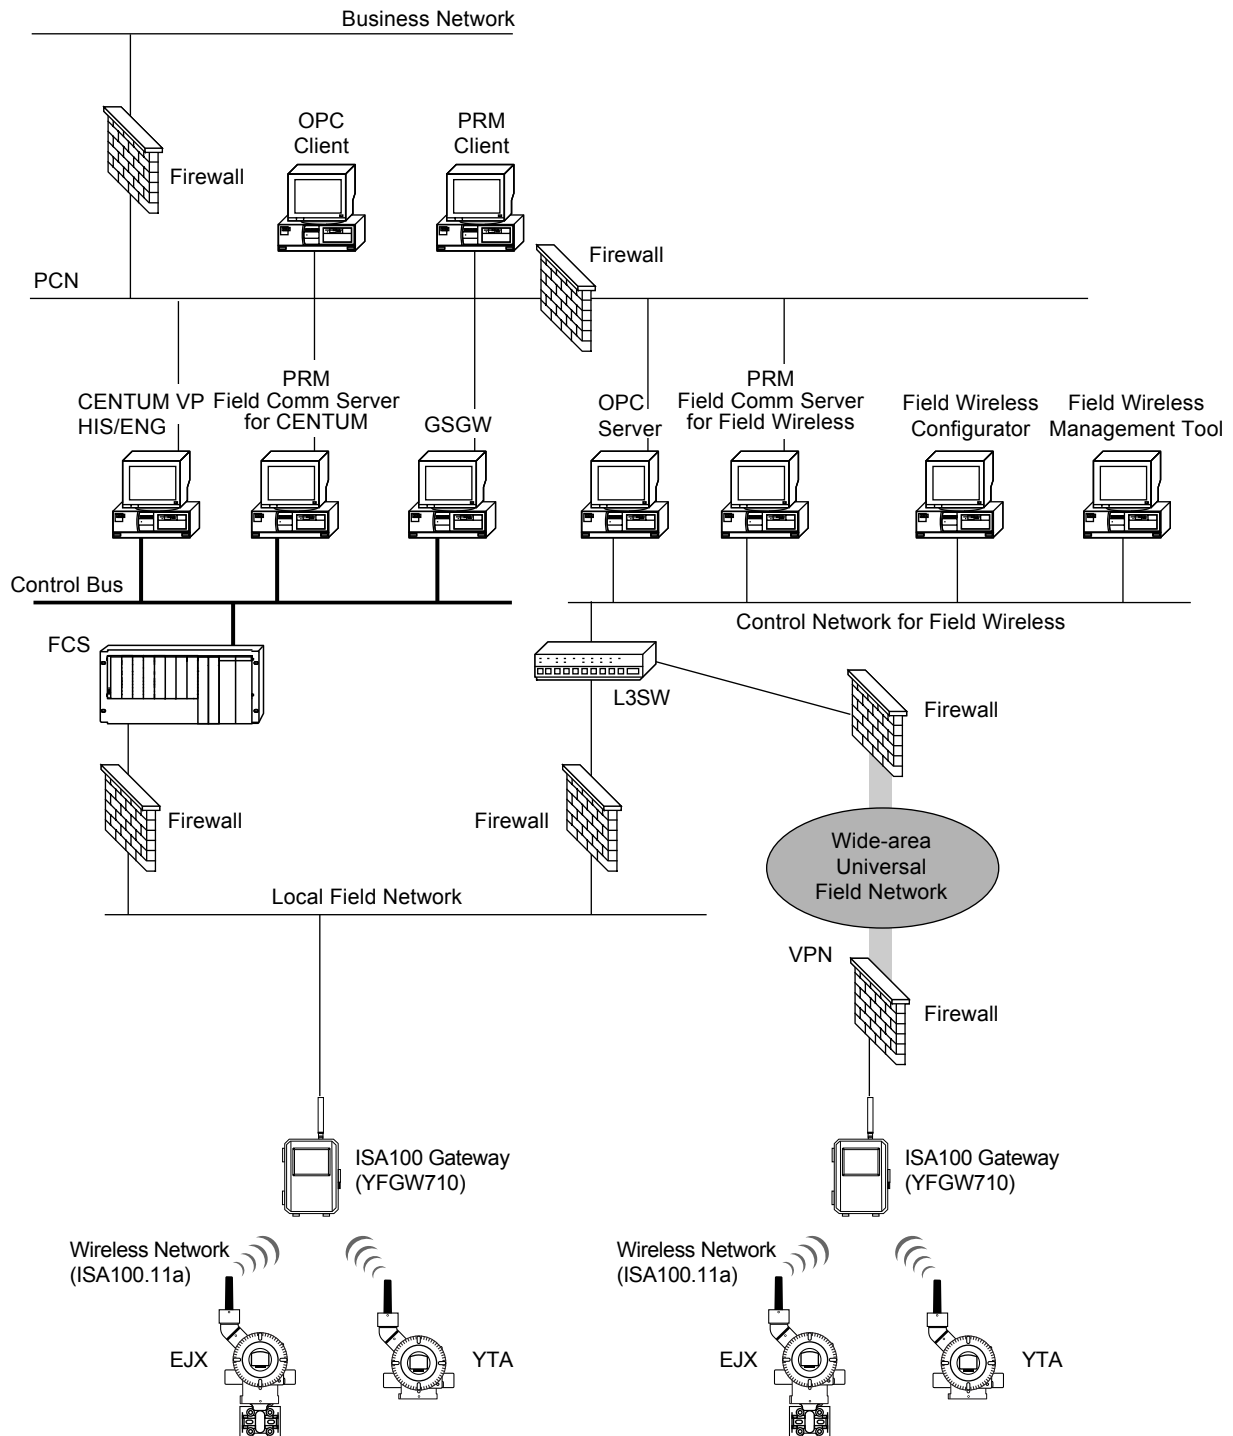 Business Network
OPC
Client
PRM
Client
Firewall
Firewall
PCN
CENTUM VP
HIS/ENG
PRM
Field Comm Server
for CENTUM
GSGW
OPC
Server
PRM
Field Comm Server
for Field Wireless
Field Wireless
Configurator
Field Wireless
Management Tool
Control Bus
Control Network for Field Wireless
FCS
L3SW
Firewall
Firewall
Firewall
Wide-area
Universal
Field Network
Local Field Network
VPN
Firewall
ISA100 Gateway
(YFGW710)
ISA100 Gateway
(YFGW710)
Wireless Network
(ISA100.11a)
Wireless Network
(ISA100.11a)
EJX
YTA
EJX
YTA